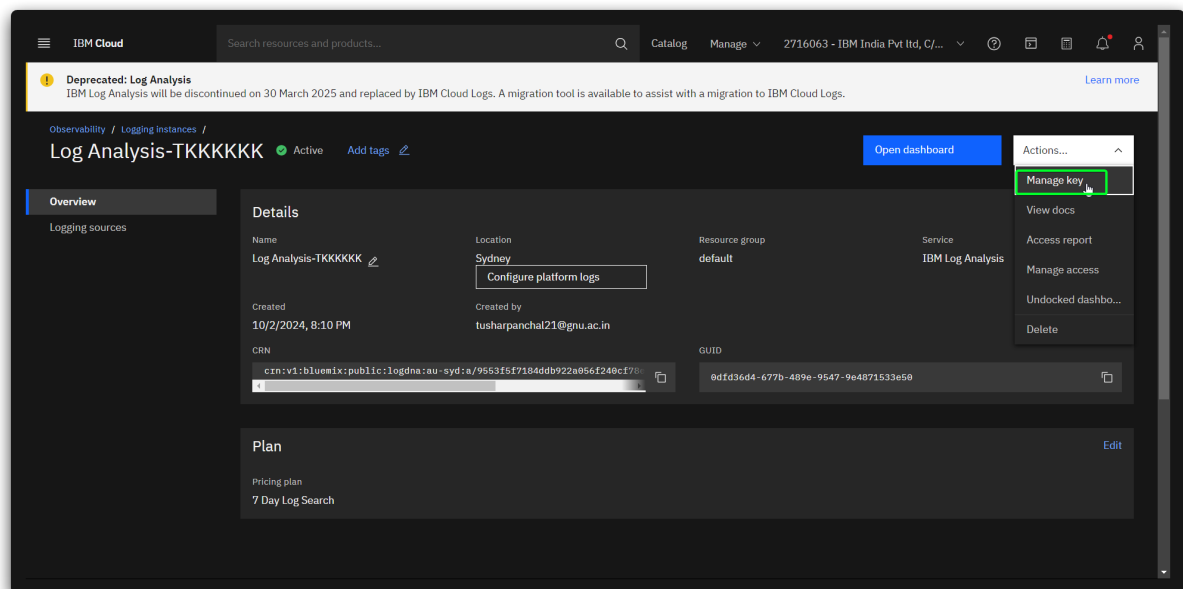 IBM Cloud
Search resources and products...
Catalog
Manage
2716063 - IBM India Pvt ltd, C/...
Deprecated: Log Analysis
IBM Log Analysis will be discontinued on 30 March 2025 and replaced by IBM Cloud Logs. A migration tool is available to assist with a migration to IBM Cloud Logs.
Learn more
Observability / Logging instances /
Log Analysis-TKKKKKK
Active
Add tags
Open dashboard
Actions...
Manage key
View docs
Access report
Manage access
Undocked dashbo...
Delete
Overview
Logging sources
Details
Name
Log Analysis-TKKKKKK
Location
Sydney
Configure platform logs
Resource group
default
Service
IBM Log Analysis
Created
10/2/2024, 8:10 PM
Created by
tusharpanchal21@gnu.ac.in
CRN
crn:v1:bluemix:public:logdna:au-syd:a/9553f5f7184ddb922a056f240cf78
GUID
0dfd36d4-677b-489e-9547-9e4871533e50
Plan
Edit
Pricing plan
7 Day Log Search